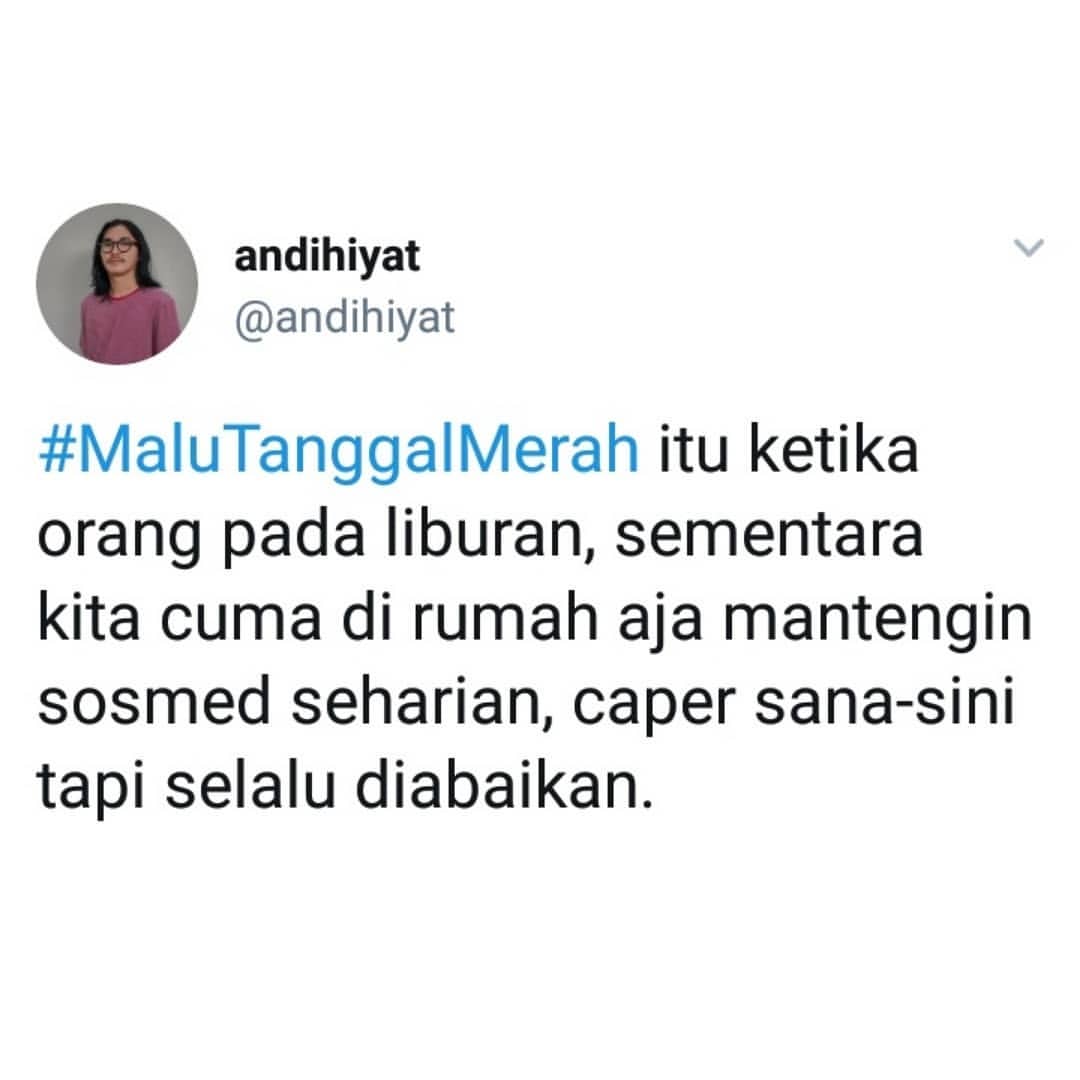 andihiyat
@andihiyat
#MaluTanggalMerah itu ketika
orang pada liburan, sementara
kita cuma di rumah aja mantengin
sosmed seharian, caper sana-sini
tapi selalu diabaikan.